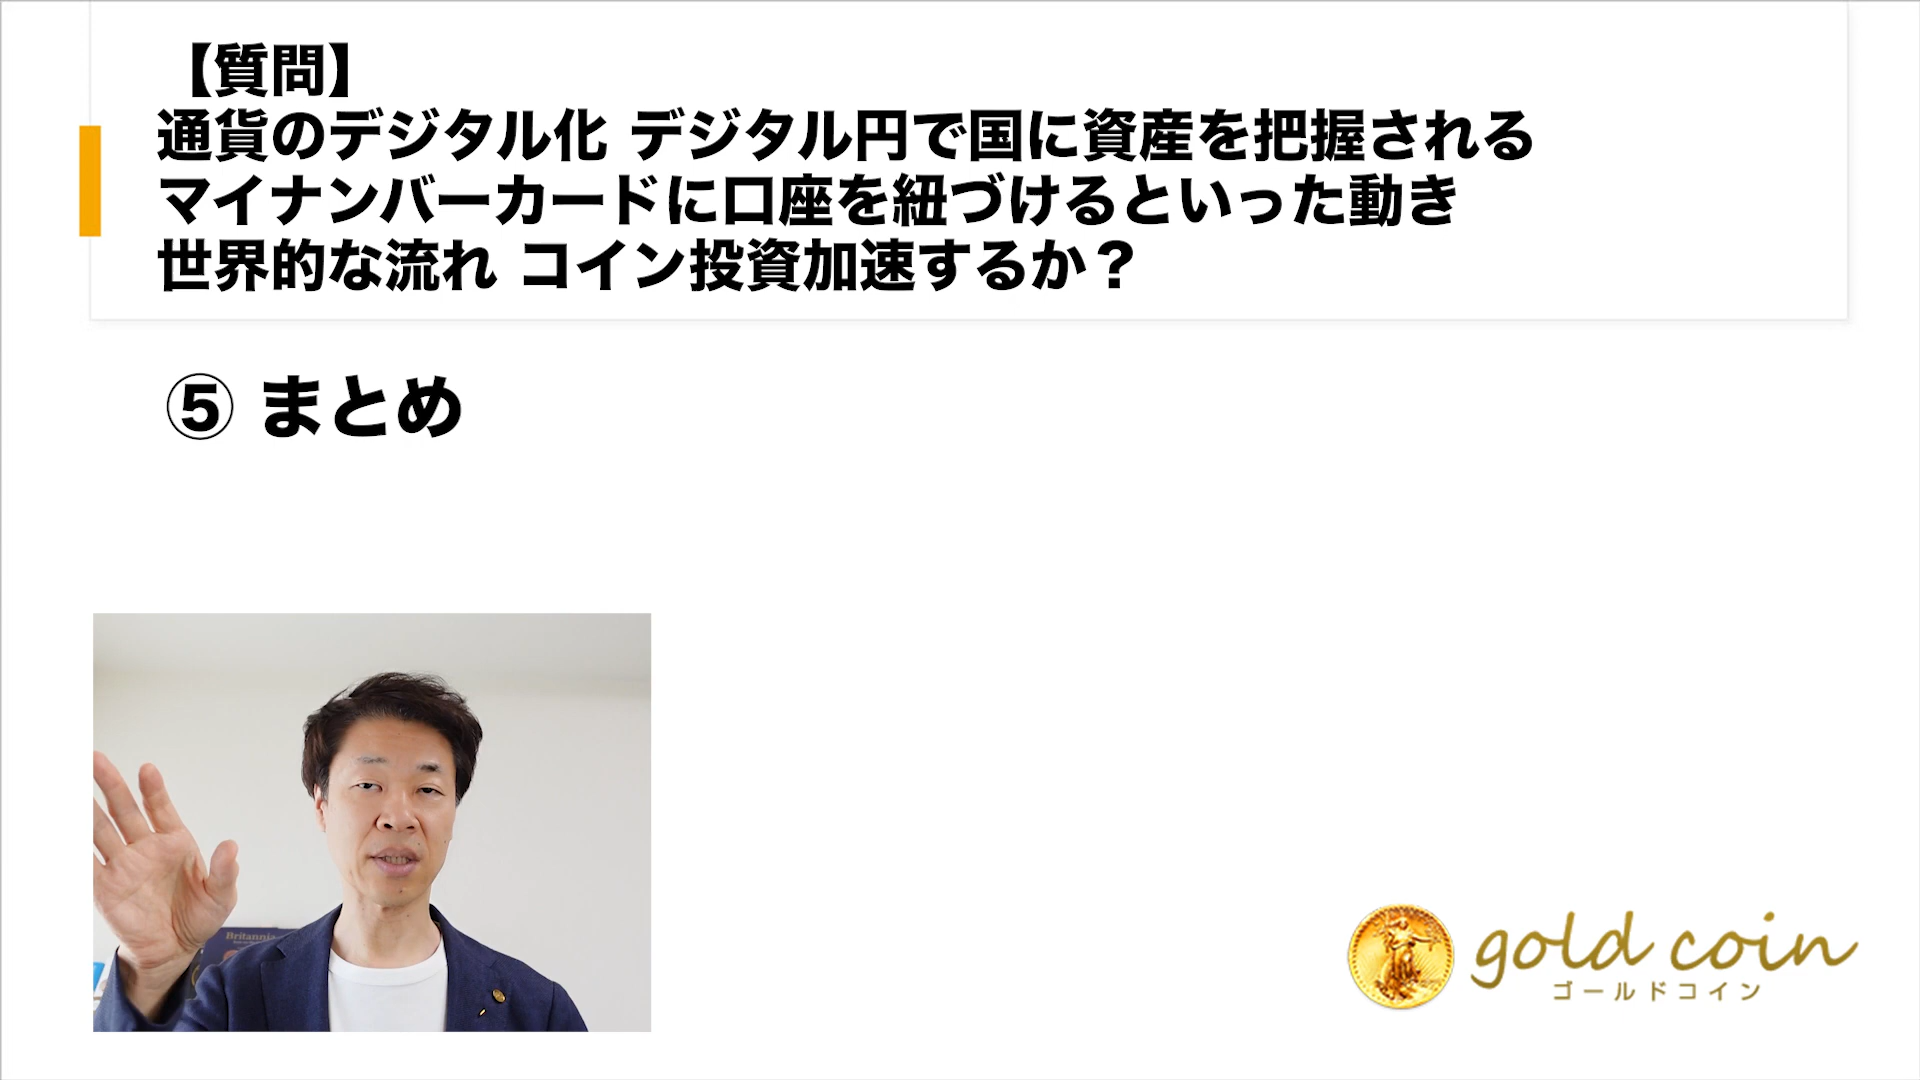 【質問】
通貨のデジタル化 デジタル円で国に資産を把握される
マイナンバーカードに口座を紐づけるといった動き
世界的な流れ コイン投資加速するか？
⑤ まとめ
Britannia
gold coin
ゴールドコイン